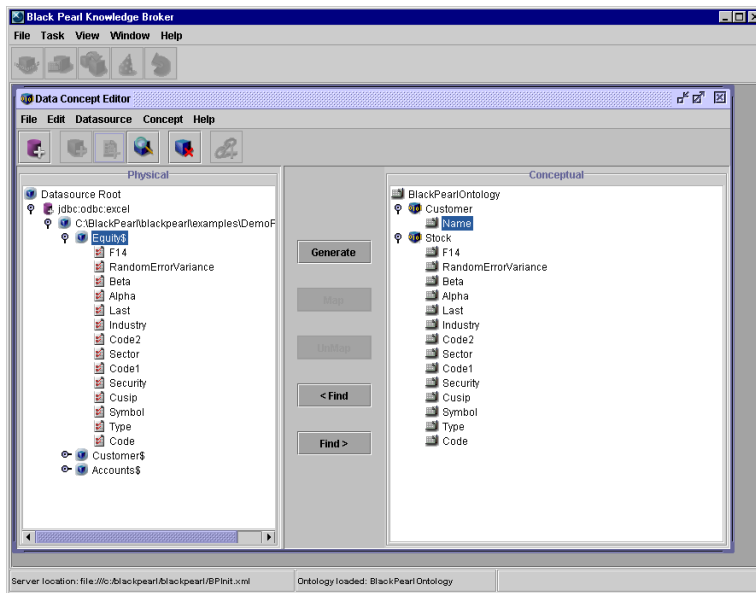 Black Pearl Knowledge Broker
File Task View Window Help
Data Concept Editor
File Edit Datasource Concept Help
Physical
Datasource Root
jdbc:odbc:excel
C:\BlackPearl\blackpearl\examples\DemoF
Equity$
F14
RandomErrorVariance
Beta
Alpha
Last
Industry
Code2
Sector
Code1
Security
Cusip
Symbol
Type
Code
Customer$
Accounts$
Generate
Map
UnMap
< Find
Find >
Conceptual
BlackPearlOntology
Customer
Name
Stock
F14
RandomErrorVariance
Beta
Alpha
Last
Industry
Code2
Sector
Code1
Security
Cusip
Symbol
Type
Code
Server location: file:///c:/blackpearl/blackpearl/BPInit.xml
Ontology loaded: BlackPearlOntology